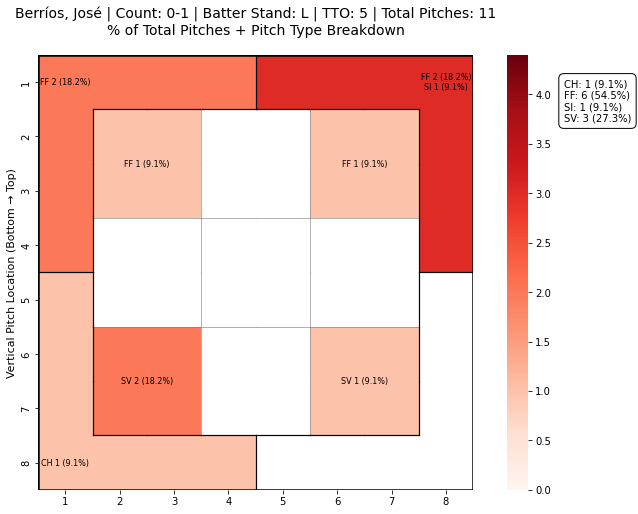 Berríos, José | Count: 0-1 | Batter Stand: L | TTO: 5 | Total Pitches: 11
% of Total Pitches + Pitch Type Breakdown
Vertical Pitch Location (Bottom → Top)
1
2
3
4
5
6
7
8
FF 2 (18.2%)
FF 2 (18.2%)
SI 1 (9.1%)
FF 1 (9.1%)
FF 1 (9.1%)
SV 2 (18.2%)
SV 1 (9.1%)
CH 1 (9.1%)
1
2
3
4
5
6
7
8
4.0
3.5
3.0
2.5
2.0
1.5
1.0
0.5
0.0
CH: 1 (9.1%)
FF: 6 (54.5%)
SI: 1 (9.1%)
SV: 3 (27.3%)